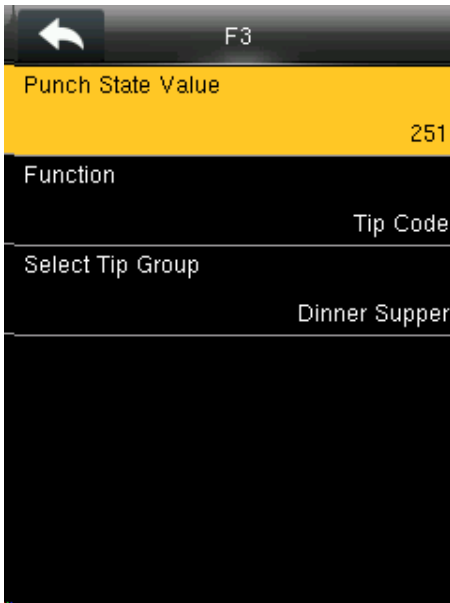 F3
Punch State Value
251
Function
Tip Code
Select Tip Group
Dinner Supper